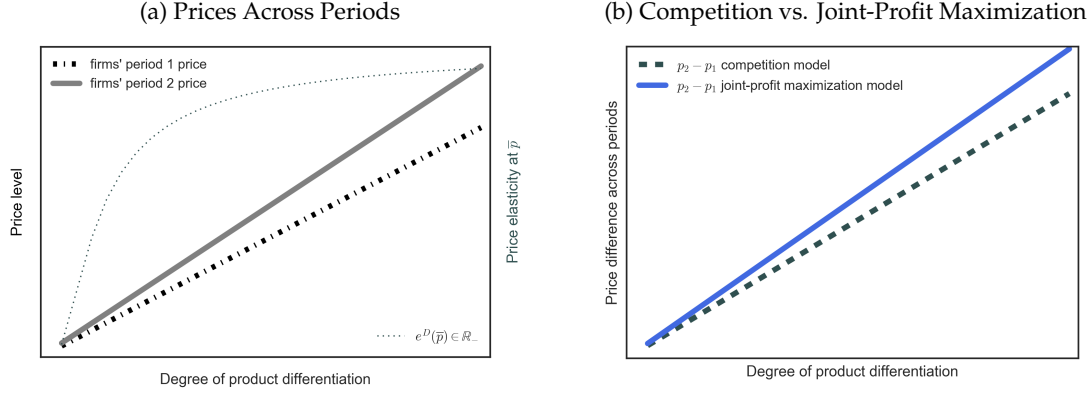 (a) Prices Across Periods
firms' period 1 price
firms' period 2 price
Price level
Price elasticity at p̅
e^D(p̅) ∈ ℝ_
Degree of product differentiation
(b) Competition vs. Joint-Profit Maximization
p₂ − p₁ competition model
p₂ − p₁ joint-profit maximization model
Price difference across periods
Degree of product differentiation